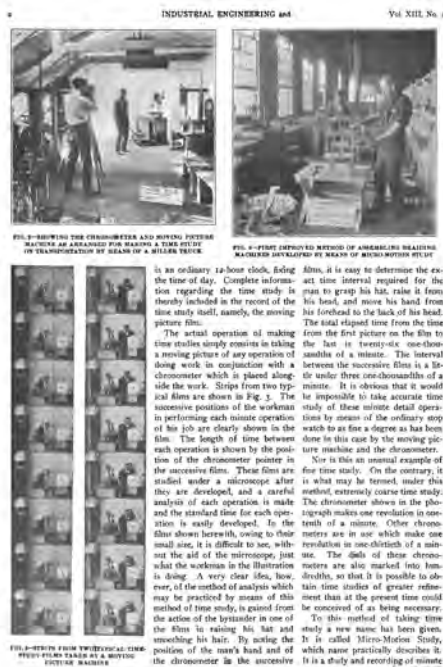 INDUSTRIAL ENGINEERING and
Vol. XIII, No.
FIG. 2—SHOWING THE CHRONOMETER AND MOVING PICTURE
MACHINE AS ARRANGED FOR MAKING A TIME STUDY
ON TRANSPORTATION BY MEANS OF A MILLER TRUCK.
FIG. 4—FIRST IMPROVED METHOD OF ASSEMBLING BRAIDING
MACHINES DEVELOPED BY MEANS OF MICRO-MOTION STUDY
FIG. 3—STRIPS FROM TWO TYPICAL TIME-
STUDY FILMS TAKEN BY A MOVING
PICTURE MACHINE
in an ordinary 12-hour clock, fixing
the time of day. Complete informa-
tion regarding the time study is
thereby included in the record of the
time study itself, namely, the moving
picture film.
The actual operation of making
time studies simply consists in taking
a moving picture of any operation of
doing work in conjunction with a
chronometer which is placed along-
side the work. Strips from two typ-
ical films are shown in Fig. 3. The
successive positions of the workman
in performing each minute operation
of his job are clearly shown in the
film. The length of time between
each operation is shown by the posi-
tion of the chronometer pointer in
the successive films. These films are
studied under a microscope after
they are developed, and a careful
analysis of each operation is made
and the standard time for each oper-
ation is easily developed. In the
films shown herewith, owing to their
small size, it is difficult to see, with-
out the aid of the microscope, just
what the workman in the illustration
is doing. A very clear idea, how-
ever, of the method of analysis which
may be practiced by means of this
method of time study, is gained from
the action of the bystander in one of
the films in raising his hat and
smoothing his hair. By noting the
position of the man's hand and of
the chronometer in the successive
films, it is easy to determine the ex-
act time interval required for the
man to grasp his hat, raise it from
his head, and move his hand from
his forehead to the back of his head.
The total elapsed time from the time
from the first picture on the film to
the last is twenty-six one-thou-
sandths of a minute. The interval
between the successive films is a lit-
tle under three one-thousandths of a
minute. It is obvious that it would
be impossible to take accurate time
study of these minute detail opera-
tions by means of the ordinary stop
watch to as fine a degree as has been
done in this case by the moving pic-
ture machine and the chronometer.
Nor is this an unusual example of
fine time study. On the contrary, it
is what may be termed, under this
method, extremely coarse time study.
The chronometer shown in the pho-
tograph makes one revolution in one-
tenth of a minute. Other chrono-
meters are in use which make one
revolution in one-thirtieth of a min-
ute. The dials of these chrono-
meters are also marked into hun-
dredths, so that it is possible to ob-
tain time studies of greater refine-
ment than at the present time could
be conceived of as being necessary.
To this method of taking time
study a new name has been given.
It is called Micro-Motion Study,
which name practically describes it.
It is a study and recording of motion